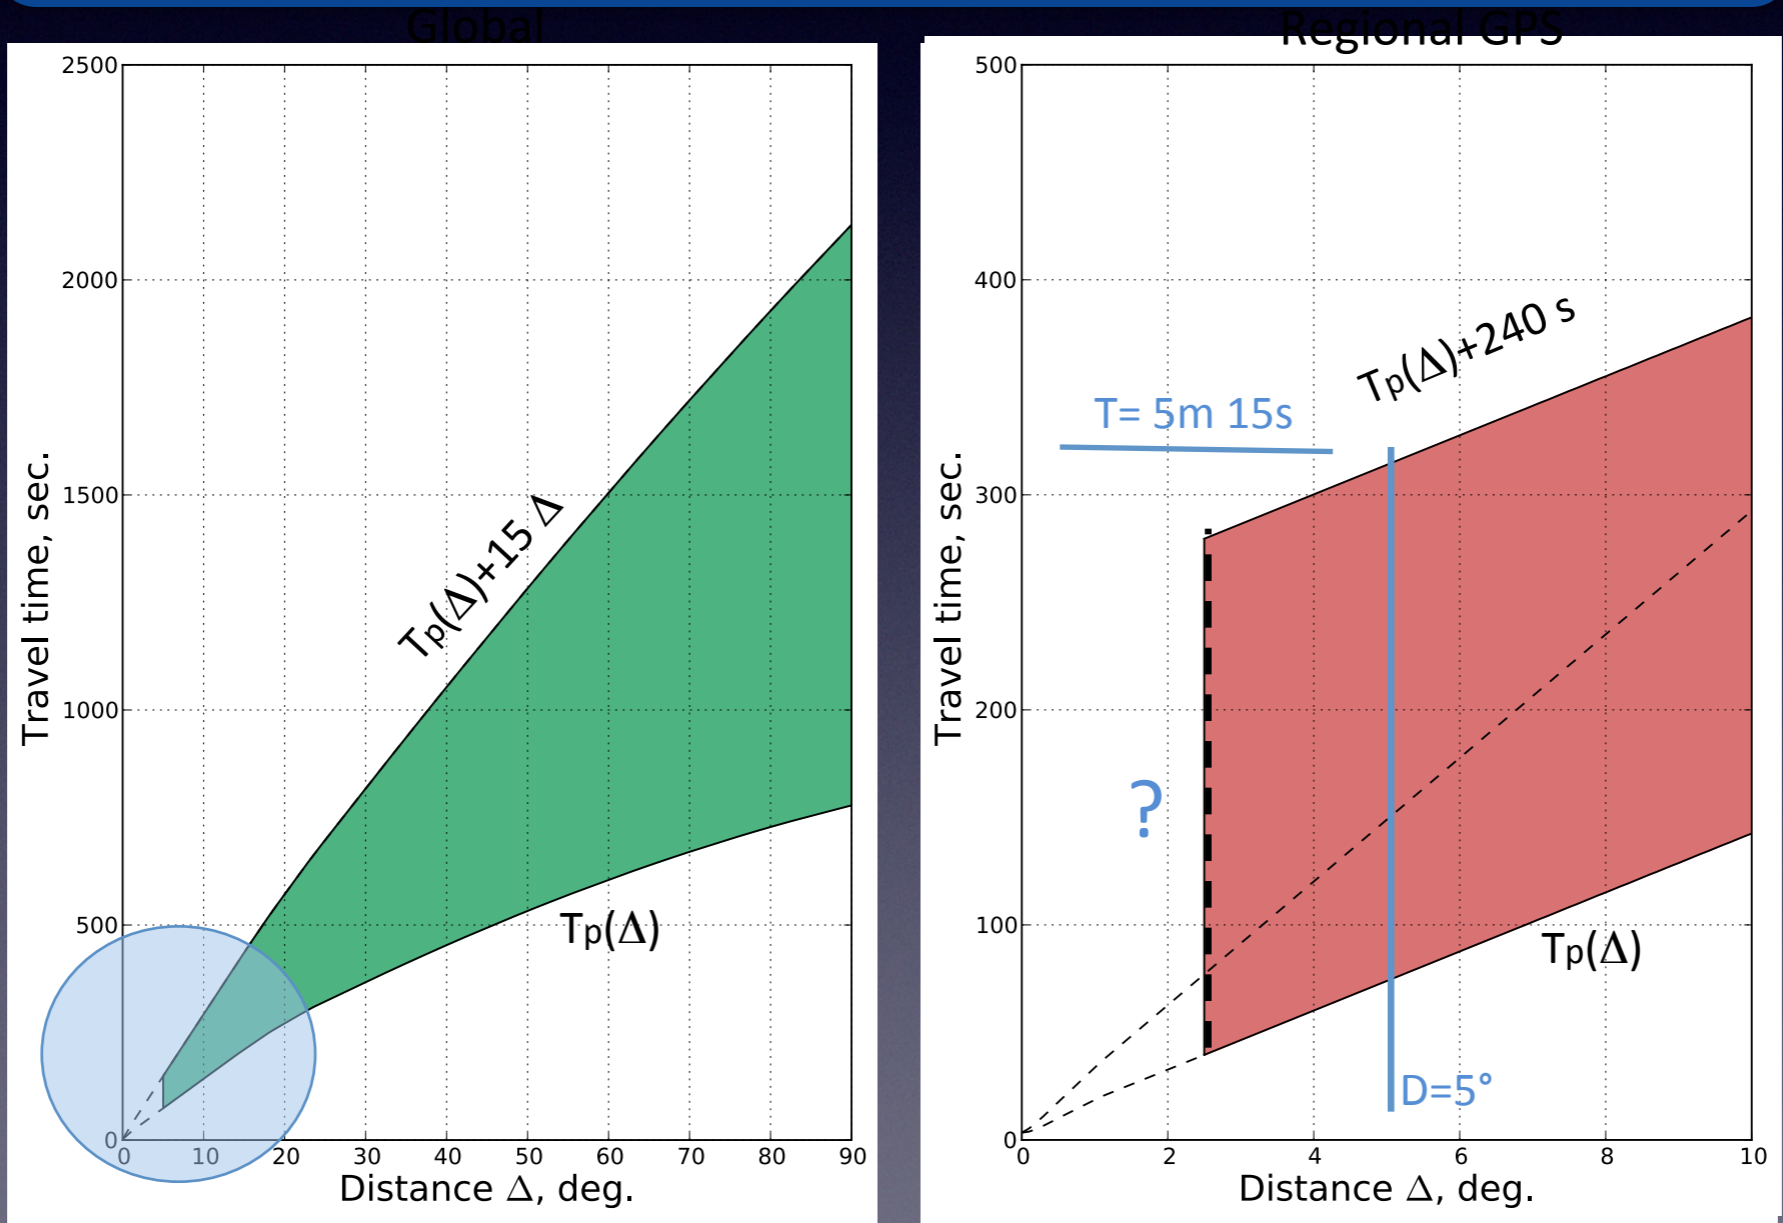 Global
2500
2000
1500
1000
500
0
0 10 20 30 40 50 60 70 80 90
Travel time, sec.
Distance Δ, deg.
Tp(Δ)+15 Δ
Tp(Δ)
Regional GPS
500
400
300
200
100
0
0 2 4 6 8 10
Travel time, sec.
Distance Δ, deg.
Tp(Δ)+240 s
T= 5m 15s
?
Tp(Δ)
D=5°